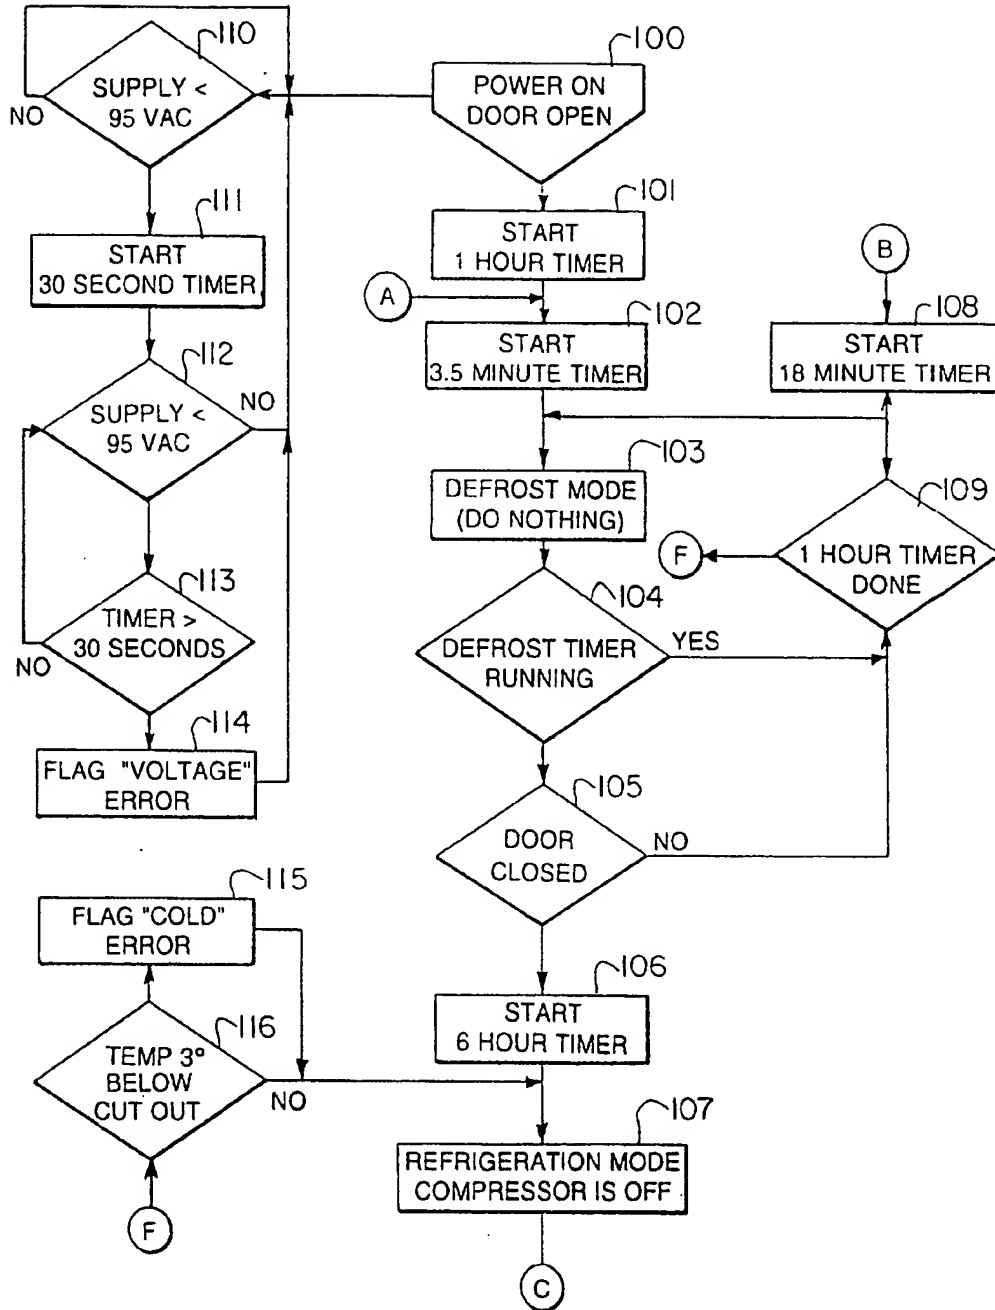 110
SUPPLY <
95 VAC
NO
111
START
30 SECOND TIMER
112
SUPPLY <
95 VAC
NO
113
TIMER >
30 SECONDS
NO
114
FLAG "VOLTAGE"
ERROR
100
POWER ON
DOOR OPEN
101
START
1 HOUR TIMER
A
102
START
3.5 MINUTE TIMER
B
108
START
18 MINUTE TIMER
103
DEFROST MODE
(DO NOTHING)
109
1 HOUR TIMER
DONE
F
104
DEFROST TIMER
RUNNING
YES
105
DOOR
CLOSED
NO
115
FLAG "COLD"
ERROR
116
TEMP 3°
BELOW
CUT OUT
NO
F
106
START
6 HOUR TIMER
107
REFRIGERATION MODE
COMPRESSOR IS OFF
C